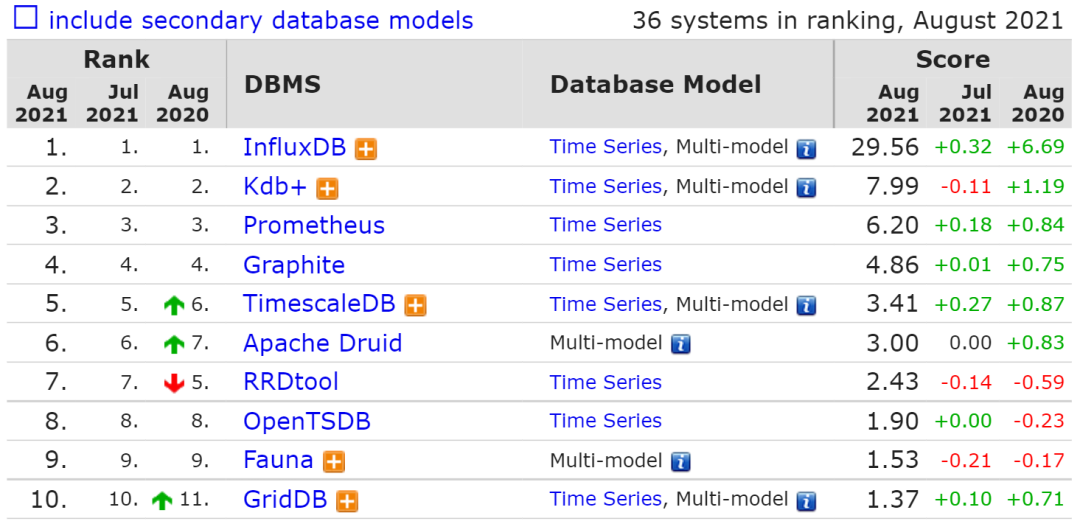 include secondary database models 36 systems in ranking, August 2021
Rank DBMS Database Model Score
Aug 2021 Jul 2021 Aug 2020 Aug 2021 Jul 2021 Aug 2020
1. 1. 1. InfluxDB Time Series, Multi-model 29.56 +0.32 +6.69
2. 2. 2. Kdb+ Time Series, Multi-model 7.99 -0.11 +1.19
3. 3. 3. Prometheus Time Series 6.20 +0.18 +0.84
4. 4. 4. Graphite Time Series 4.86 +0.01 +0.75
5. 5. 6. TimescaleDB Time Series, Multi-model 3.41 +0.27 +0.87
6. 6. 7. Apache Druid Multi-model 3.00 0.00 +0.83
7. 7. 5. RRDtool Time Series 2.43 -0.14 -0.59
8. 8. 8. OpenTSDB Time Series 1.90 +0.00 -0.23
9. 9. 9. Fauna Multi-model 1.53 -0.21 -0.17
10. 10. 11. GridDB Time Series, Multi-model 1.37 +0.10 +0.71